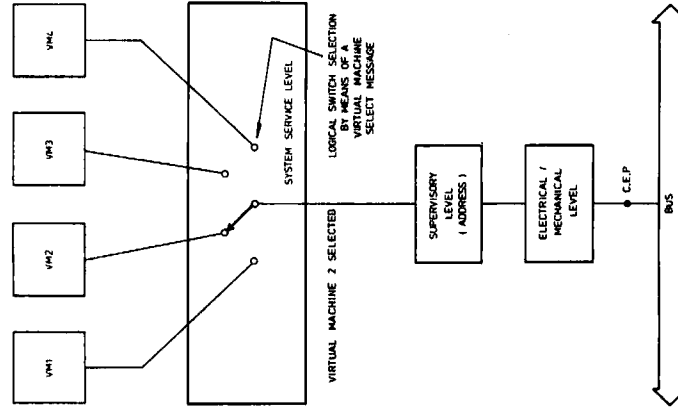 VM1
VM2
VM3
VM4
SYSTEM SERVICE LEVEL
VIRTUAL MACHINE 2 SELECTED
LOGICAL SWITCH SELECTION
BY MEANS OF A
VIRTUAL MACHINE
SELECT MESSAGE
SUPERVISORY
LEVEL
( ADDRESS )
ELECTRICAL /
MECHANICAL
LEVEL
C.E.P
BUS